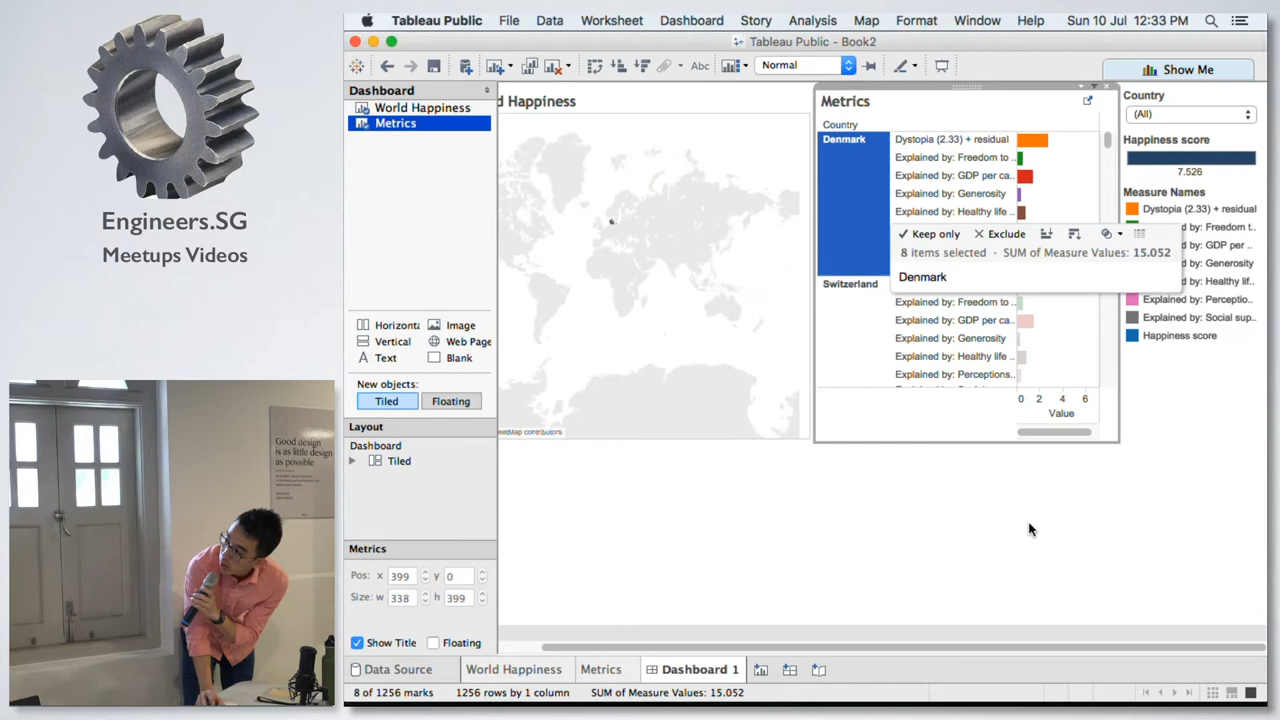 Engineers.SG
Meetups Videos
Good design
is as little design
as possible
Tableau Public File Data Worksheet Dashboard Story Analysis Map Format Window Help Sun 10 Jul 12:33 PM
Tableau Public - Book2
Abc Normal Show Me
Dashboard
World Happiness
Metrics
Horizonta Image
Vertical Web Page
Text Blank
New objects:
Tiled Floating
Layout
Dashboard
Tiled
Metrics
Pos: x 399 y 0
Size: w 338 h 399
Show Title Floating
d Happiness
Metrics
Country
Denmark
Dystopia (2.33) + residual
Explained by: Freedom to ..
Explained by: GDP per ca..
Explained by: Generosity
Explained by: Healthy life ..
Keep only Exclude
8 items selected · SUM of Measure Values: 15.052
Denmark
Switzerland
Explained by: Freedom to ..
Explained by: GDP per ca..
Explained by: Generosity
Explained by: Healthy life ..
Explained by: Perceptions..
0 2 4 6
Value
Country
(All)
Happiness score
7.526
Measure Names
Dystopia (2.33) + residual
Explained by: Freedom t..
Explained by: GDP per ..
Explained by: Generosity
Explained by: Healthy lif..
Explained by: Perceptio..
Explained by: Social sup..
Happiness score
Data Source World Happiness Metrics Dashboard 1
8 of 1256 marks 1256 rows by 1 column SUM of Measure Values: 15.052